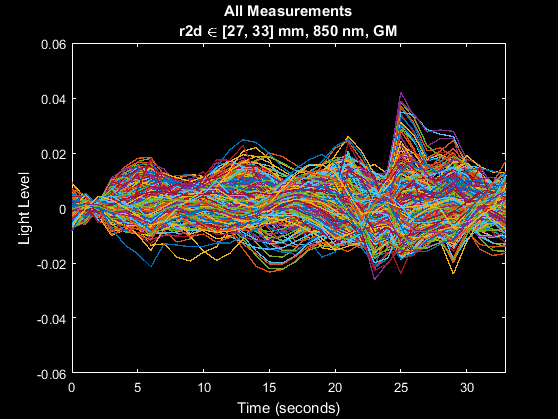 All Measurements
r2d ∈ [27, 33] mm, 850 nm, GM
0.06
0.04
0.02
0
-0.02
-0.04
-0.06
Light Level
0 5 10 15 20 25 30
Time (seconds)